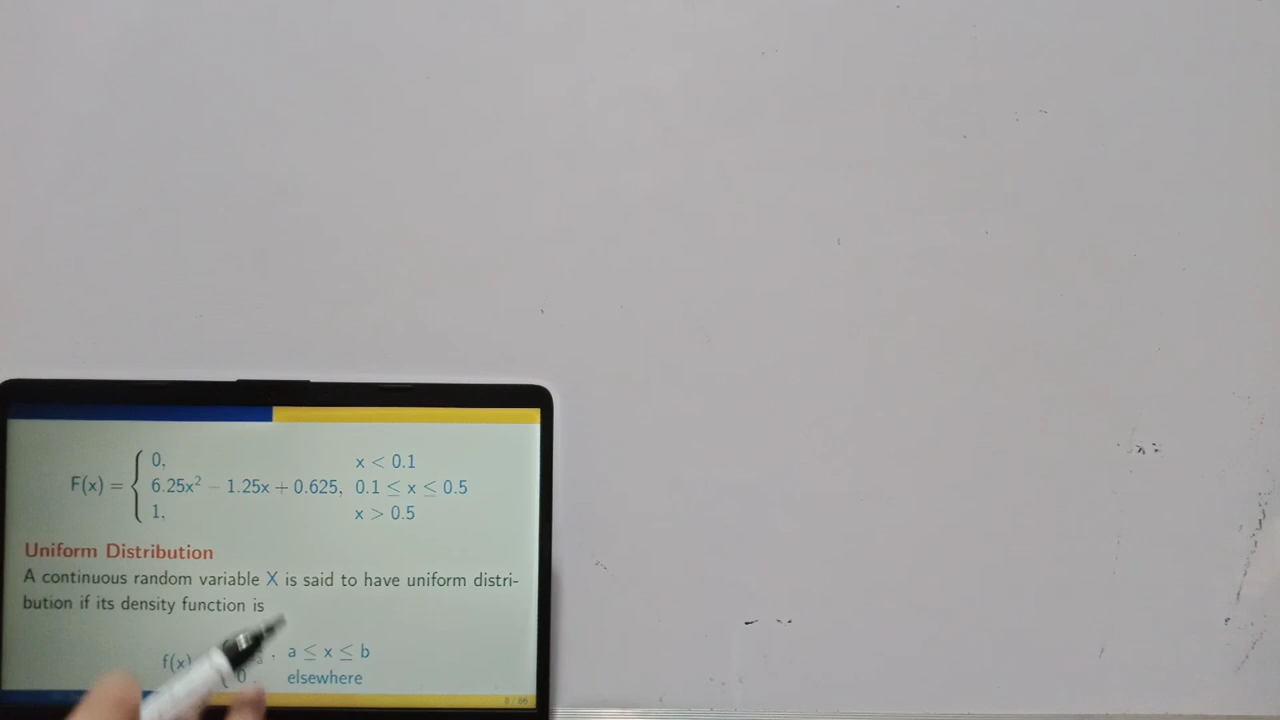 F(x) = { 0, x < 0.1
6.25x² − 1.25x + 0.625, 0.1 ≤ x ≤ 0.5
1, x > 0.5
Uniform Distribution
A continuous random variable X is said to have uniform distri-
bution if its density function is
f(x) , a ≤ x ≤ b
0 elsewhere